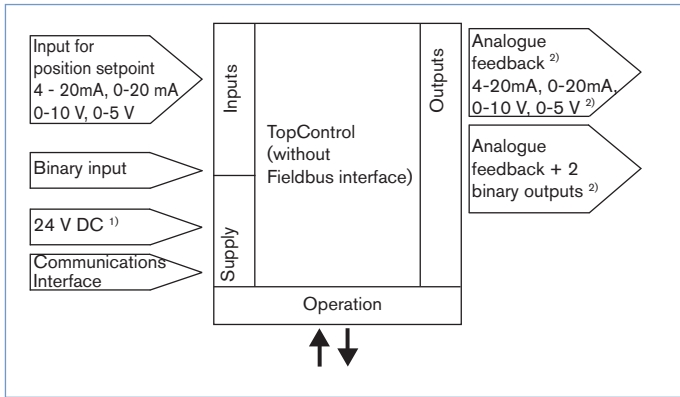 Input for
position setpoint
4 - 20mA, 0-20 mA
0-10 V, 0-5 V
Binary input
24 V DC 1)
Communications
Interface
Inputs
Supply
TopControl
(without
Fieldbus interface)
Operation
Outputs
Analogue
feedback 2)
4-20mA, 0-20mA,
0-10 V, 0-5 V 2)
Analogue
feedback + 2
binary outputs 2)